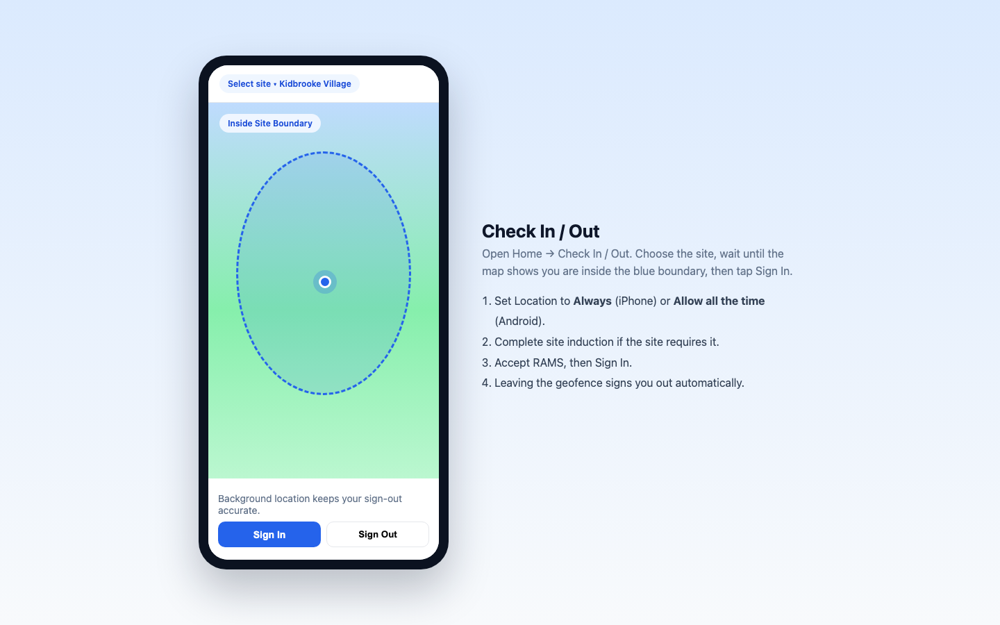 Select site ▾ Kidbrooke Village
Inside Site Boundary
Background location keeps your sign-out
accurate.
Sign In
Sign Out
Check In / Out
Open Home → Check In / Out. Choose the site, wait until the
map shows you are inside the blue boundary, then tap Sign In.
1. Set Location to Always (iPhone) or Allow all the time
(Android).
2. Complete site induction if the site requires it.
3. Accept RAMS, then Sign In.
4. Leaving the geofence signs you out automatically.